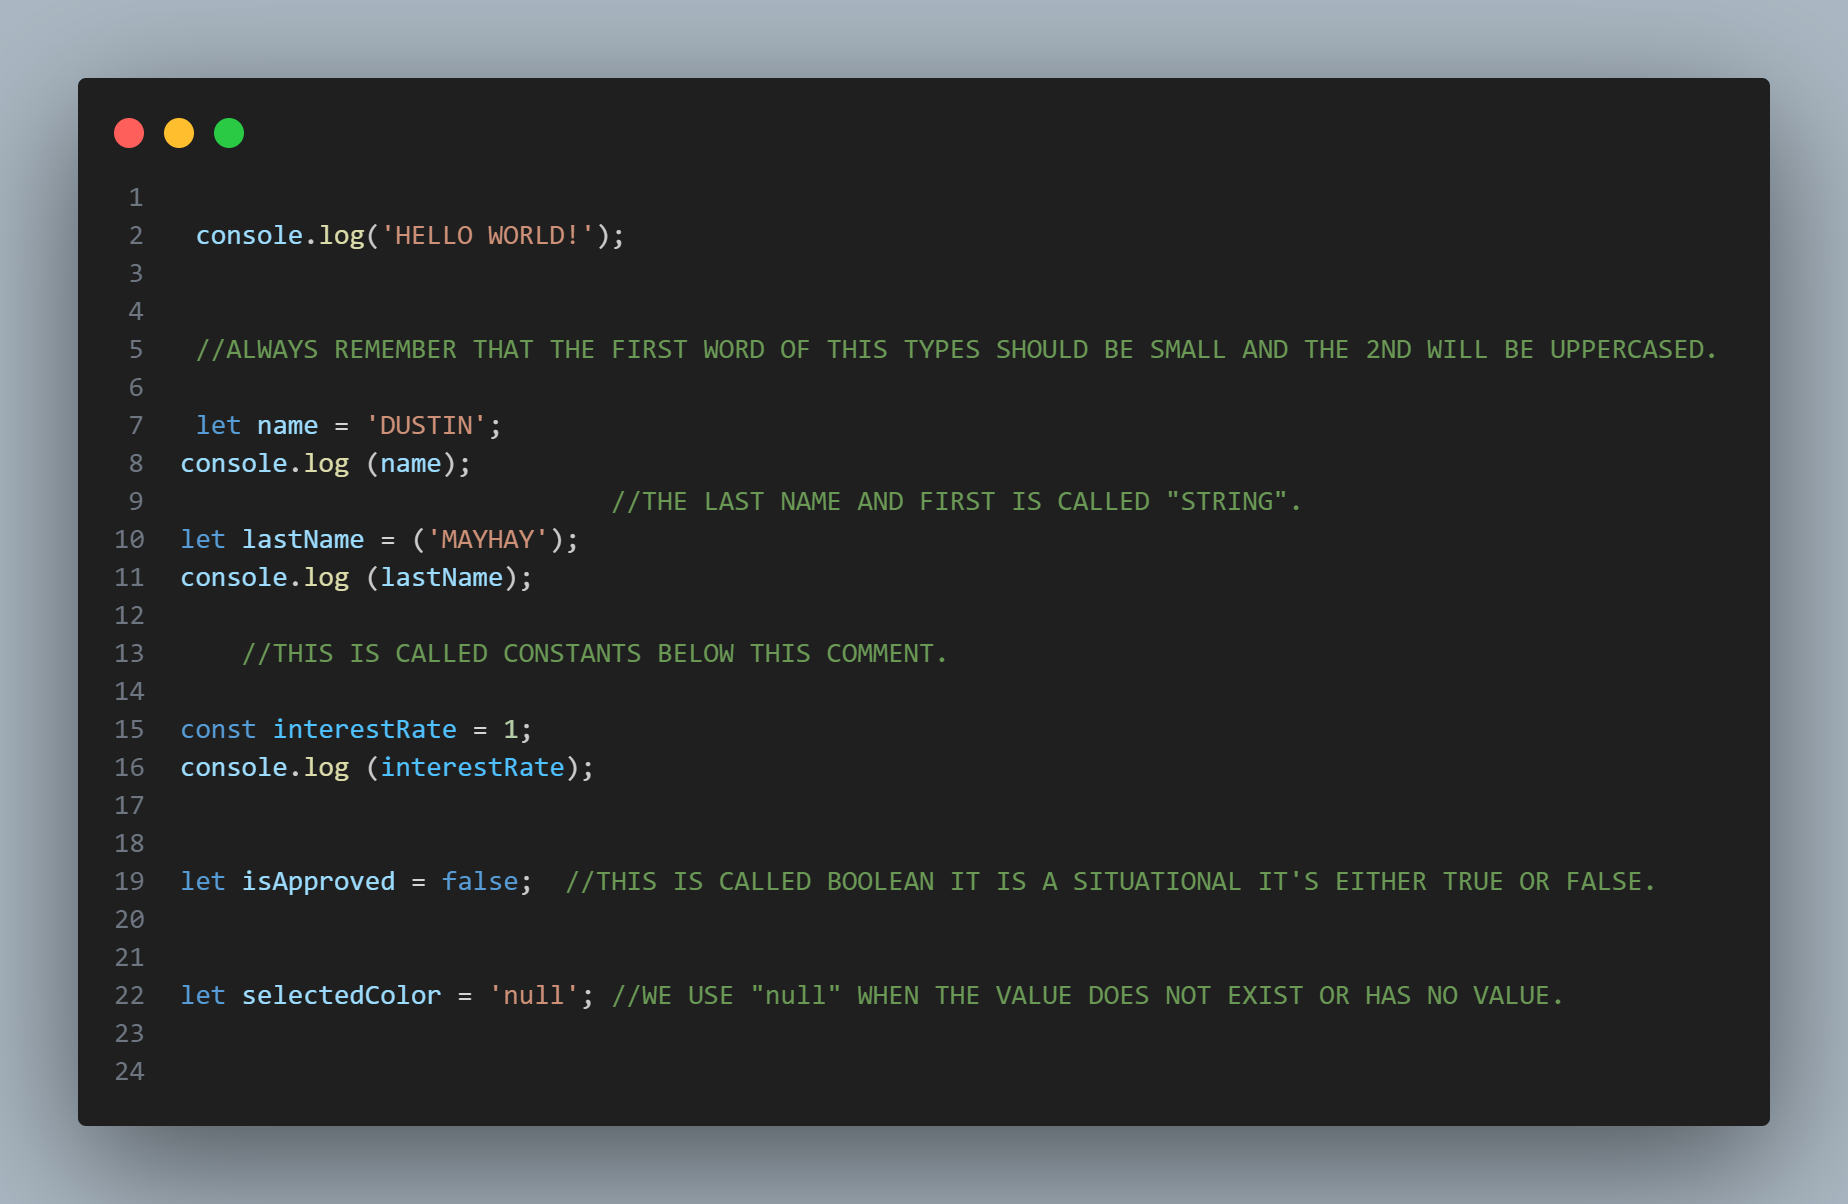 1
2 console.log('HELLO WORLD!');
3
4
5 //ALWAYS REMEMBER THAT THE FIRST WORD OF THIS TYPES SHOULD BE SMALL AND THE 2ND WILL BE UPPERCASED.
6
7 let name = 'DUSTIN';
8 console.log (name);
9 //THE LAST NAME AND FIRST IS CALLED "STRING".
10 let lastName = ('MAYHAY');
11 console.log (lastName);
12
13 //THIS IS CALLED CONSTANTS BELOW THIS COMMENT.
14
15 const interestRate = 1;
16 console.log (interestRate);
17
18
19 let isApproved = false; //THIS IS CALLED BOOLEAN IT IS A SITUATIONAL IT'S EITHER TRUE OR FALSE.
20
21
22 let selectedColor = 'null'; //WE USE "null" WHEN THE VALUE DOES NOT EXIST OR HAS NO VALUE.
23
24